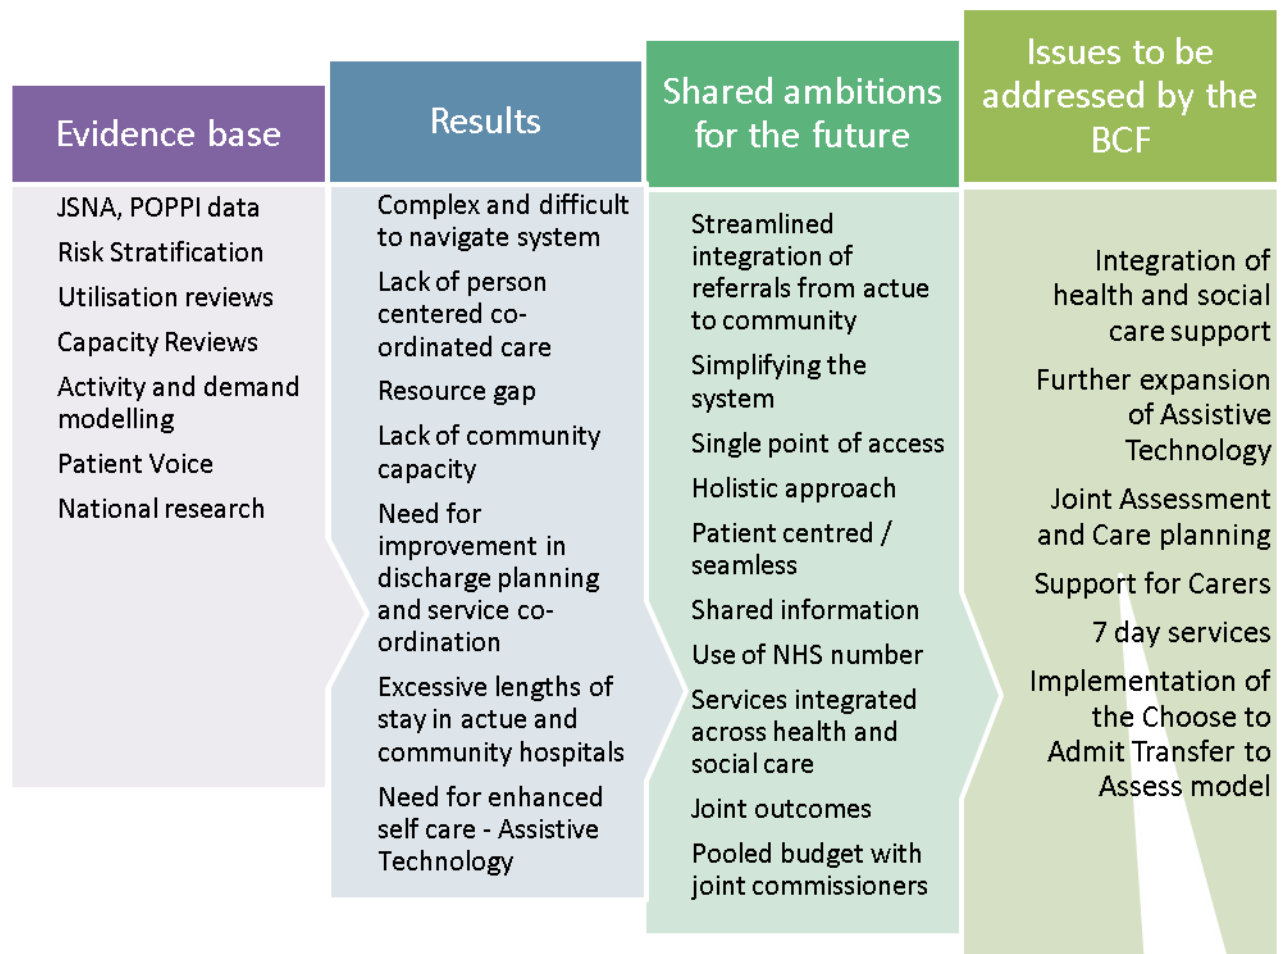 Evidence base
JSNA, POPPI data
Risk Stratification
Utilisation reviews
Capacity Reviews
Activity and demand
modelling
Patient Voice
National research
Results
Complex and difficult
to navigate system
Lack of person
centered co-
ordinated care
Resource gap
Lack of community
capacity
Need for
improvement in
discharge planning
and service co-
ordination
Excessive lengths of
stay in actue and
community hospitals
Need for enhanced
self care - Assistive
Technology
Shared ambitions
for the future
Streamlined
integration of
referrals from actue
to community
Simplifying the
system
Single point of access
Holistic approach
Patient centred /
seamless
Shared information
Use of NHS number
Services integrated
across health and
social care
Joint outcomes
Pooled budget with
joint commissioners
Issues to be
addressed by the
BCF
Integration of
health and social
care support
Further expansion
of Assistive
Technology
Joint Assessment
and Care planning
Support for Carers
7 day services
Implementation of
the Choose to
Admit Transfer to
Assess model